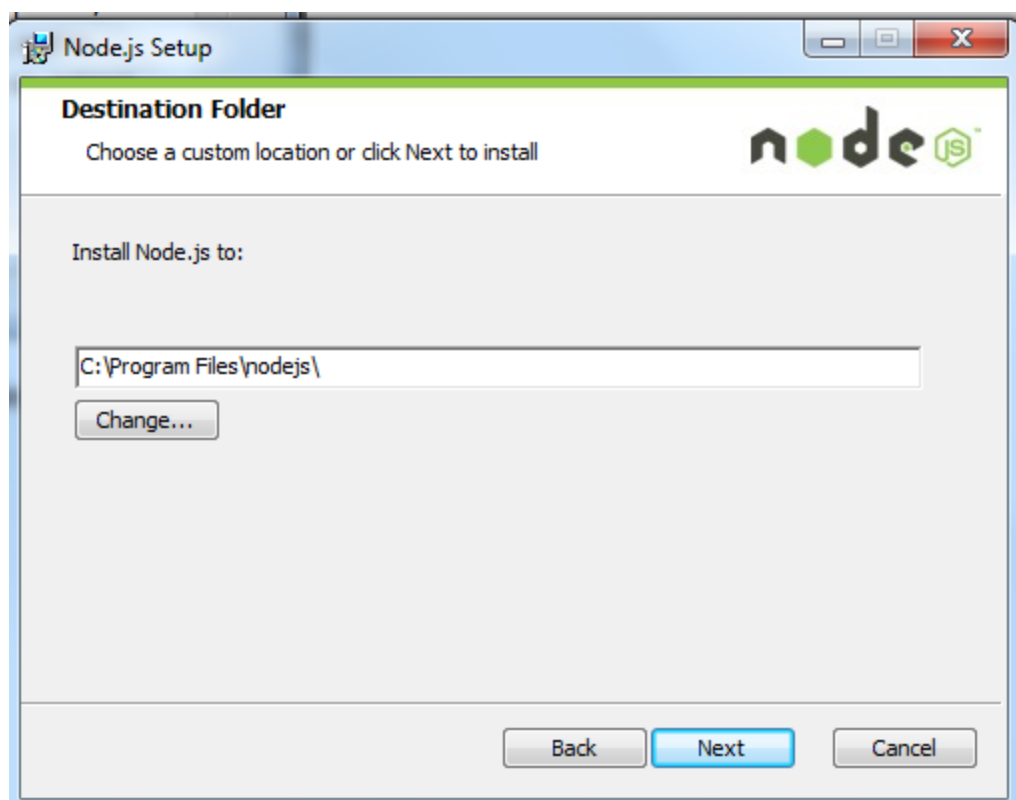 Node.js Setup
Destination Folder
Choose a custom location or click Next to install
node JS
Install Node.js to:
C:\Program Files\nodejs\
Change...
Back
Next
Cancel